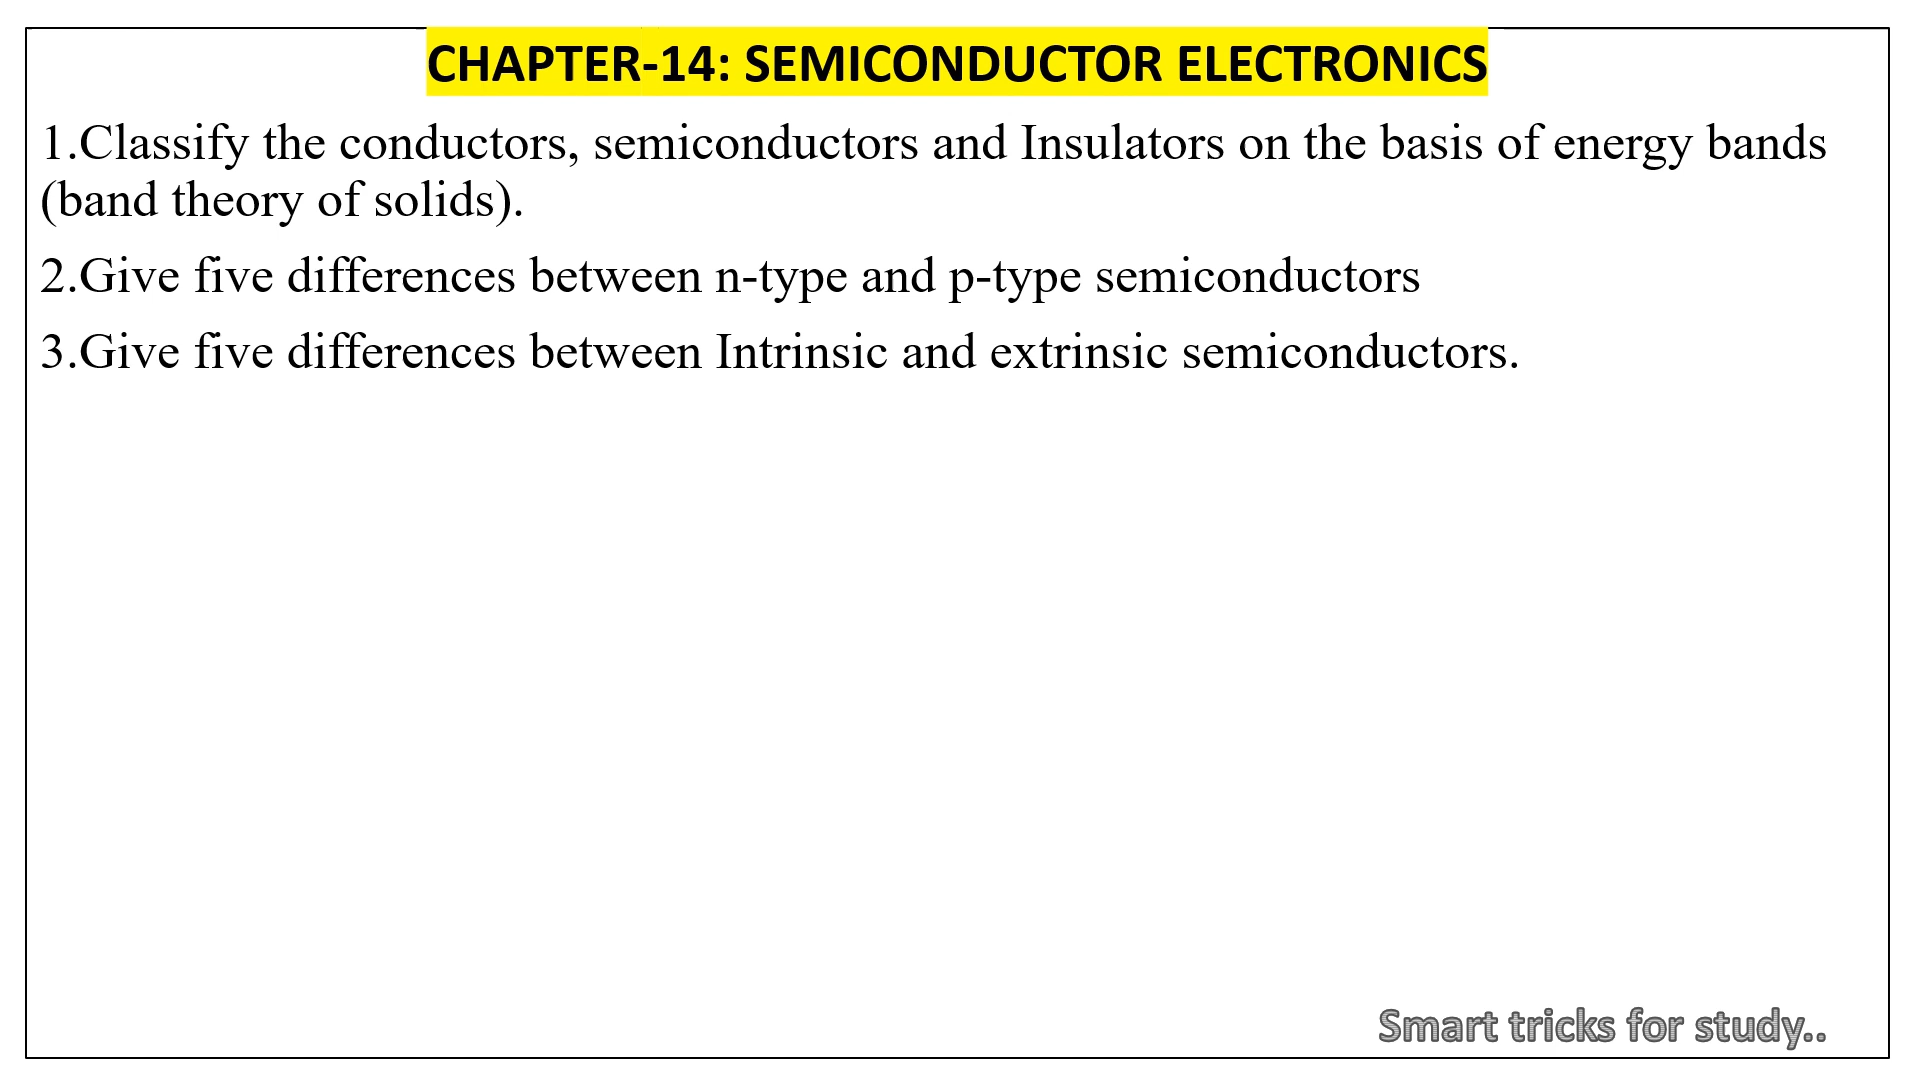 CHAPTER-14: SEMICONDUCTOR ELECTRONICS
1.Classify the conductors, semiconductors and Insulators on the basis of energy bands
(band theory of solids).
2.Give five differences between n-type and p-type semiconductors
3.Give five differences between Intrinsic and extrinsic semiconductors.
Smart tricks for study..